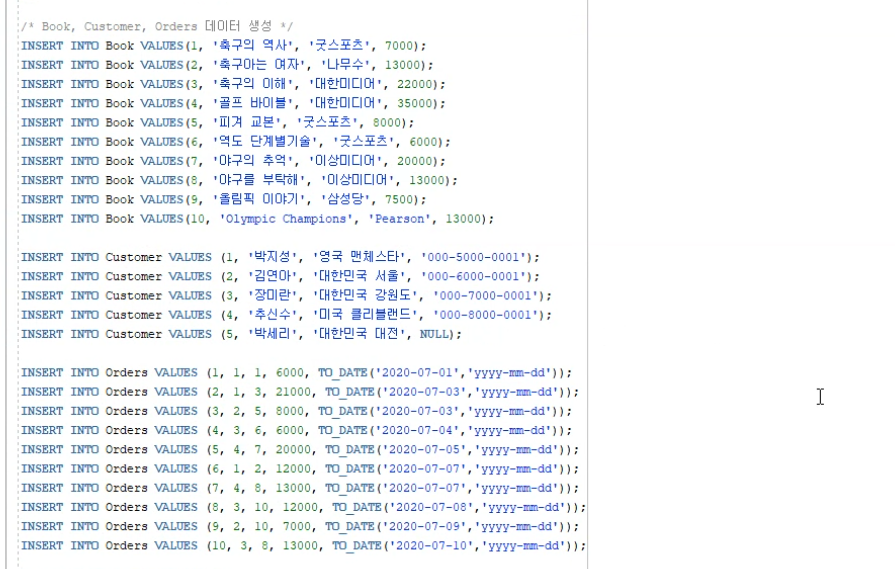 /* Book, Customer, Orders 데이터 생성 */
INSERT INTO Book VALUES(1, '축구의 역사', '굿스포츠', 7000);
INSERT INTO Book VALUES(2, '축구아는 여자', '나무수', 13000);
INSERT INTO Book VALUES(3, '축구의 이해', '대한미디어', 22000);
INSERT INTO Book VALUES(4, '골프 바이블', '대한미디어', 35000);
INSERT INTO Book VALUES(5, '피겨 교본', '굿스포츠', 8000);
INSERT INTO Book VALUES(6, '역도 단계별기술', '굿스포츠', 6000);
INSERT INTO Book VALUES(7, '야구의 추억', '이상미디어', 20000);
INSERT INTO Book VALUES(8, '야구를 부탁해', '이상미디어', 13000);
INSERT INTO Book VALUES(9, '올림픽 이야기', '삼성당', 7500);
INSERT INTO Book VALUES(10, 'Olympic Champions', 'Pearson', 13000);
INSERT INTO Customer VALUES (1, '박지성', '영국 맨체스타', '000-5000-0001');
INSERT INTO Customer VALUES (2, '김연아', '대한민국 서울', '000-6000-0001');
INSERT INTO Customer VALUES (3, '장미란', '대한민국 강원도', '000-7000-0001');
INSERT INTO Customer VALUES (4, '추신수', '미국 클리블랜드', '000-8000-0001');
INSERT INTO Customer VALUES (5, '박세리', '대한민국 대전', NULL);
INSERT INTO Orders VALUES (1, 1, 1, 6000, TO_DATE('2020-07-01','yyyy-mm-dd'));
INSERT INTO Orders VALUES (2, 1, 3, 21000, TO_DATE('2020-07-03','yyyy-mm-dd'));
INSERT INTO Orders VALUES (3, 2, 5, 8000, TO_DATE('2020-07-03','yyyy-mm-dd'));
INSERT INTO Orders VALUES (4, 3, 6, 6000, TO_DATE('2020-07-04','yyyy-mm-dd'));
INSERT INTO Orders VALUES (5, 4, 7, 20000, TO_DATE('2020-07-05','yyyy-mm-dd'));
INSERT INTO Orders VALUES (6, 1, 2, 12000, TO_DATE('2020-07-07','yyyy-mm-dd'));
INSERT INTO Orders VALUES (7, 4, 8, 13000, TO_DATE('2020-07-07','yyyy-mm-dd'));
INSERT INTO Orders VALUES (8, 3, 10, 12000, TO_DATE('2020-07-08','yyyy-mm-dd'));
INSERT INTO Orders VALUES (9, 2, 10, 7000, TO_DATE('2020-07-09','yyyy-mm-dd'));
INSERT INTO Orders VALUES (10, 3, 8, 13000, TO_DATE('2020-07-10','yyyy-mm-dd'));